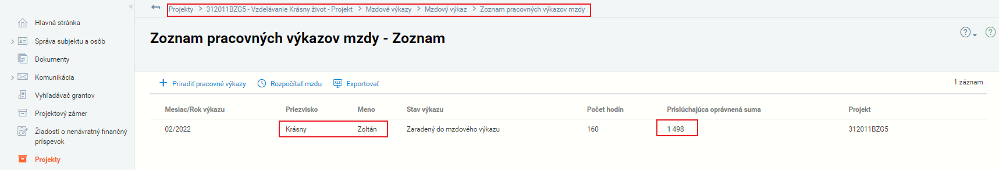 Hlavná stránka
Správa subjektu a osôb
Dokumenty
Komunikácia
Vyhľadávač grantov
Projektový zámer
Žiadosti o nenávratný finančný
príspevok
Projekty
Projekty > 312011BZG5 - Vzdelávanie Krásny život - Projekt > Mzdové výkazy > Mzdový výkaz > Zoznam pracovných výkazov mzdy
Zoznam pracovných výkazov mzdy - Zoznam
Priradiť pracovné výkazy Rozpočítať mzdu XLS Exportovať 1 záznam
Mesiac/Rok výkazu Priezvisko Meno Stav výkazu Počet hodín Prislúchajúca oprávnená suma Projekt
02/2022 Krásny Zoltán Zaradený do mzdového výkazu 160 1 498 312011BZG5